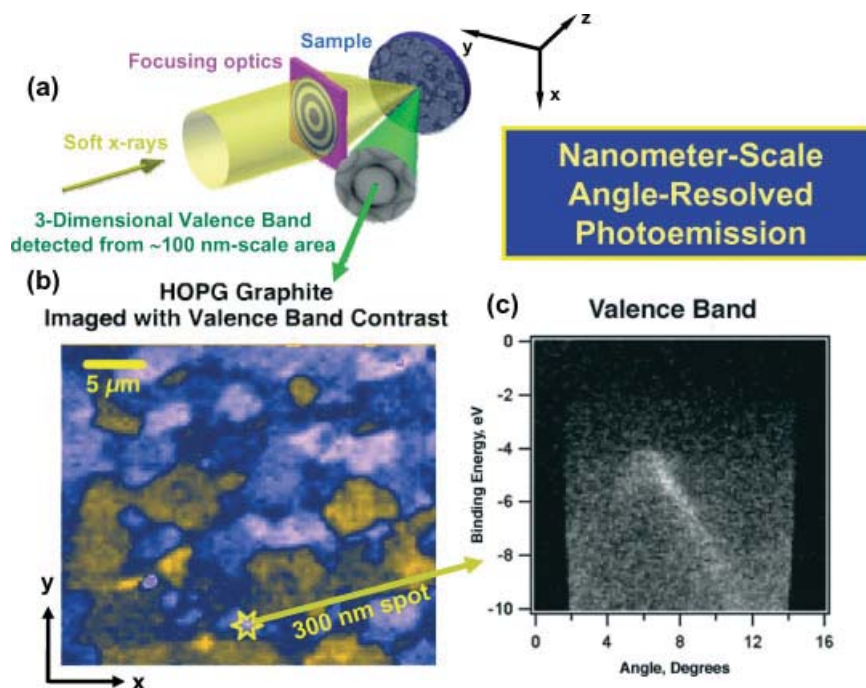 (a)
Focusing optics
Sample
y
z
x
Soft x-rays
3-Dimensional Valence Band
detected from ~100 nm-scale area
Nanometer-Scale
Angle-Resolved
Photoemission
(b)
HOPG Graphite
Imaged with Valence Band Contrast
5 µm
300 nm spot
y
x
(c)
Valence Band
Binding Energy, eV
0
-2
-4
-6
-8
-10
0
4
8
12
16
Angle, Degrees